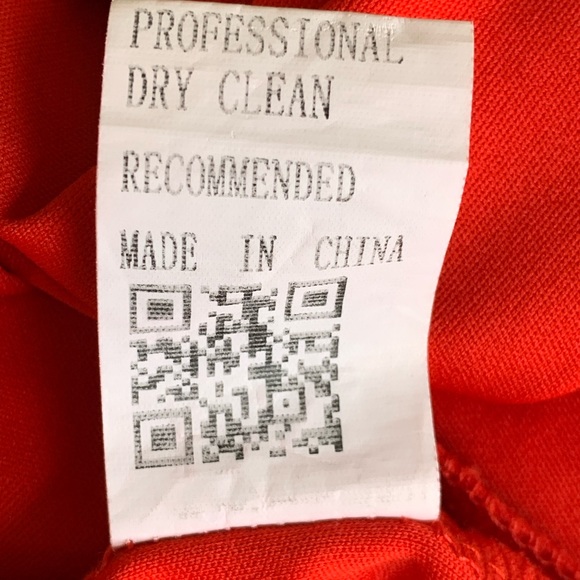 PROFESSIONAL
DRY CLEAN
RECOMMENDED
MADE IN CHINA